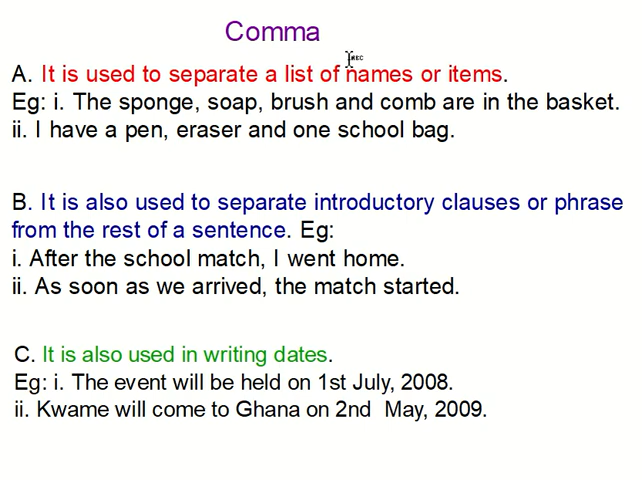 Comma
REC
A. It is used to separate a list of names or items.
Eg: i. The sponge, soap, brush and comb are in the basket.
ii. I have a pen, eraser and one school bag.
B. It is also used to separate introductory clauses or phrase
from the rest of a sentence. Eg:
i. After the school match, I went home.
ii. As soon as we arrived, the match started.
C. It is also used in writing dates.
Eg: i. The event will be held on 1st July, 2008.
ii. Kwame will come to Ghana on 2nd  May, 2009.